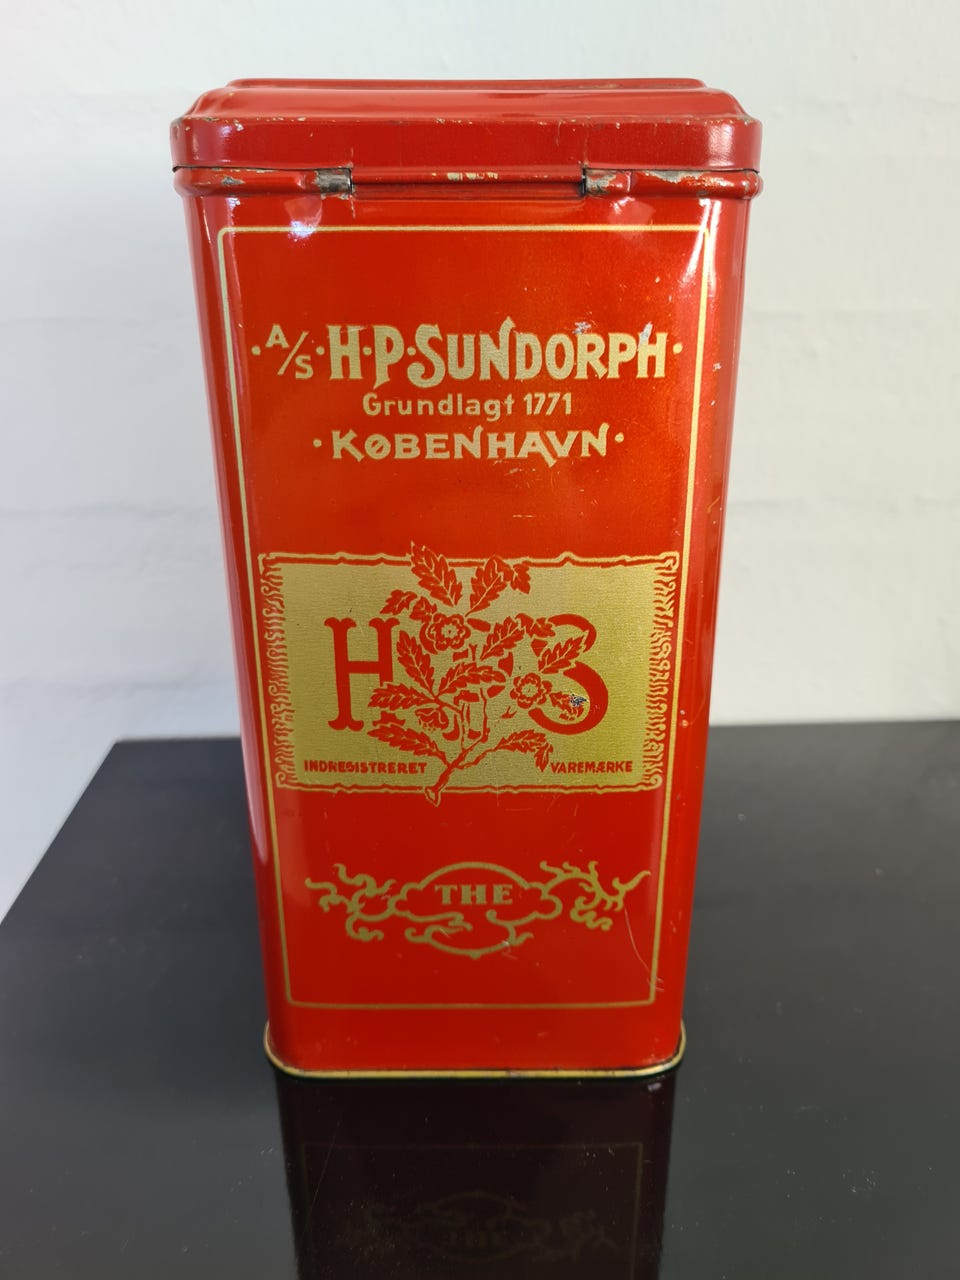 ·A/S·H·P·SUNDORPH·
Grundlagt 1771
·KØBENHAVN·
H S
INDREGISTRERET VAREMÆRKE
THE